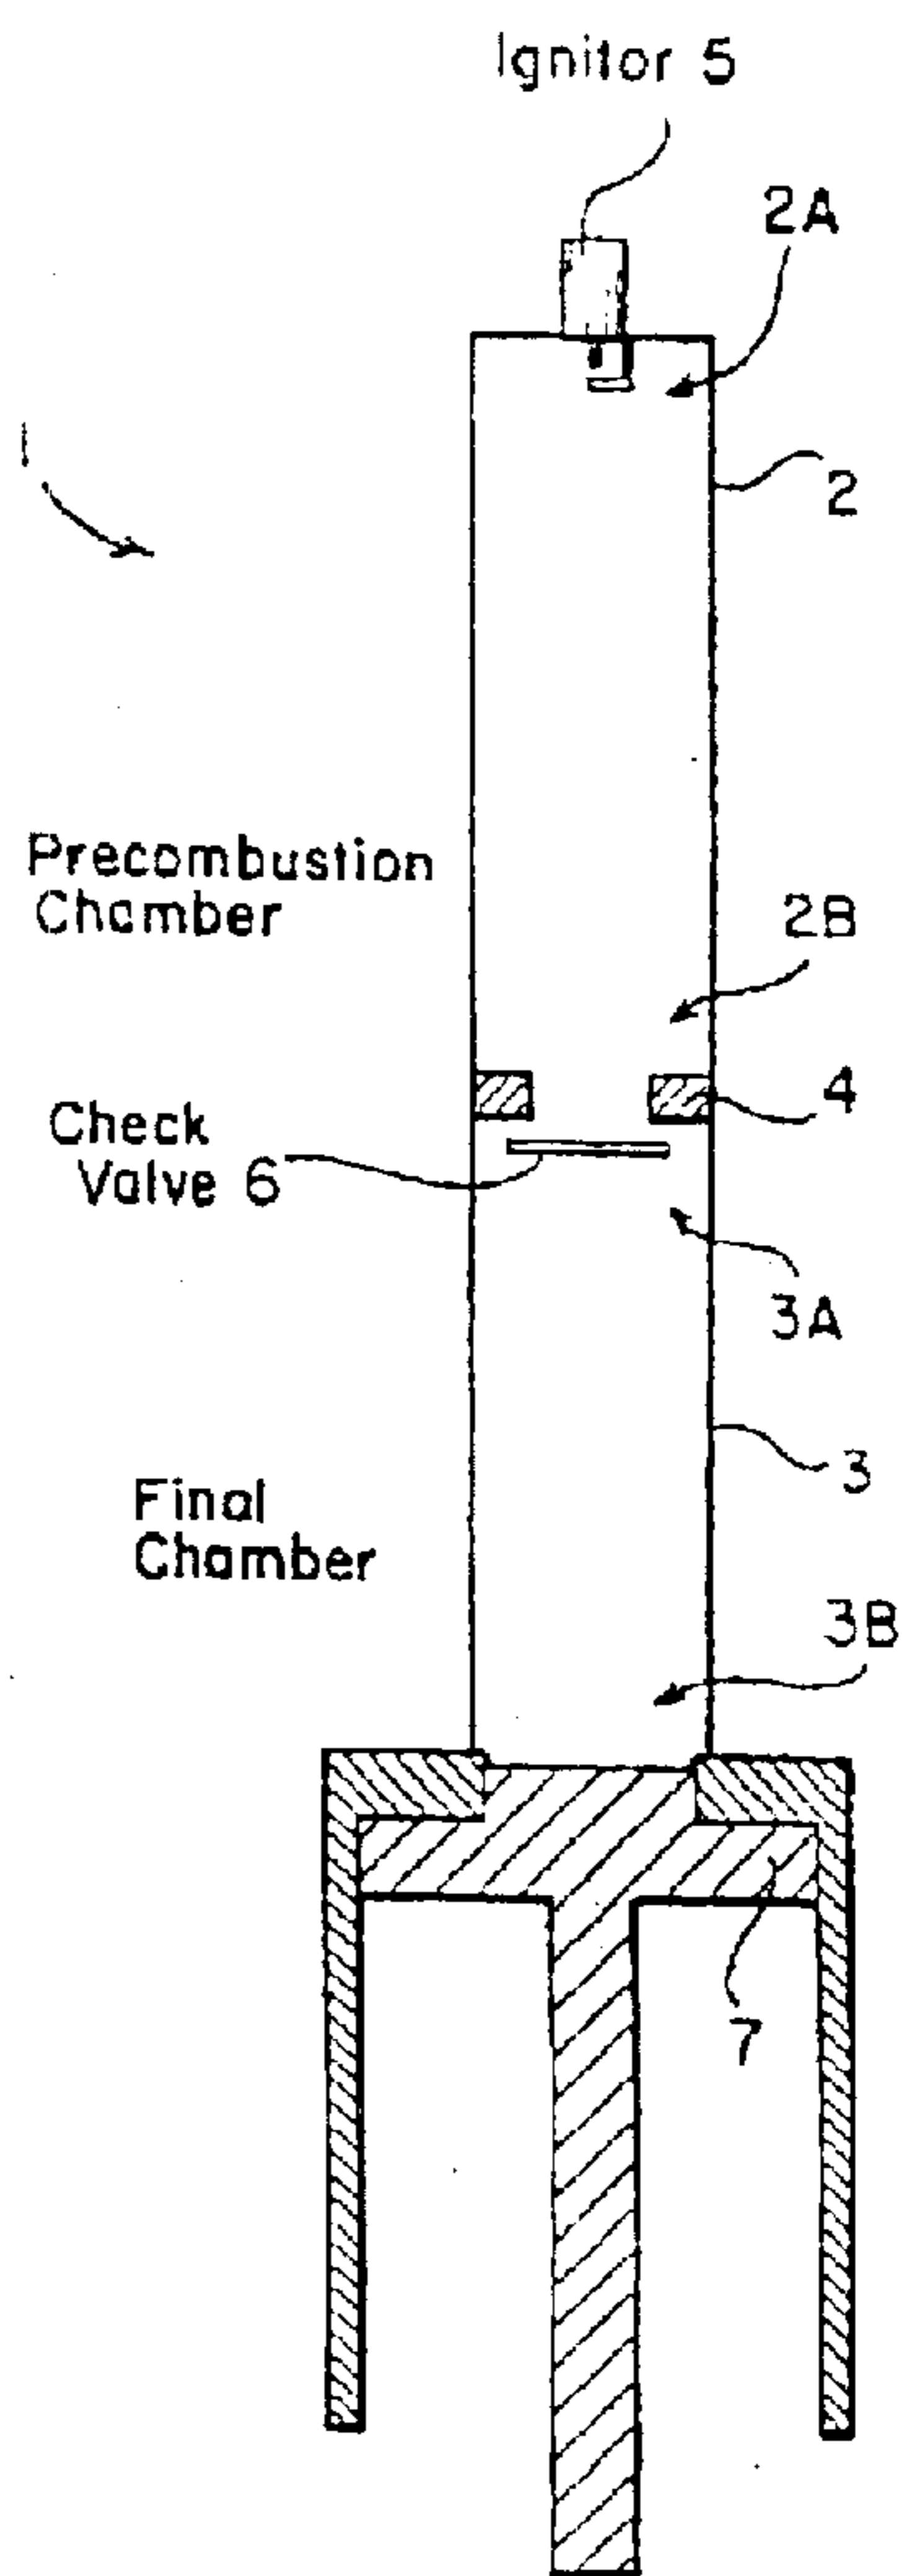 Ignitor 5
2A
1
2
Precombustion
Chamber
2B
4
Check
Valve 6
3A
3
Final
Chamber
3B
7